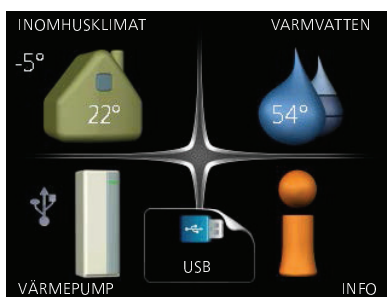 INOMHUSKLIMAT
VARMVATTEN
-5°
22°
54°
USB
VÄRMEPUMP
INFO